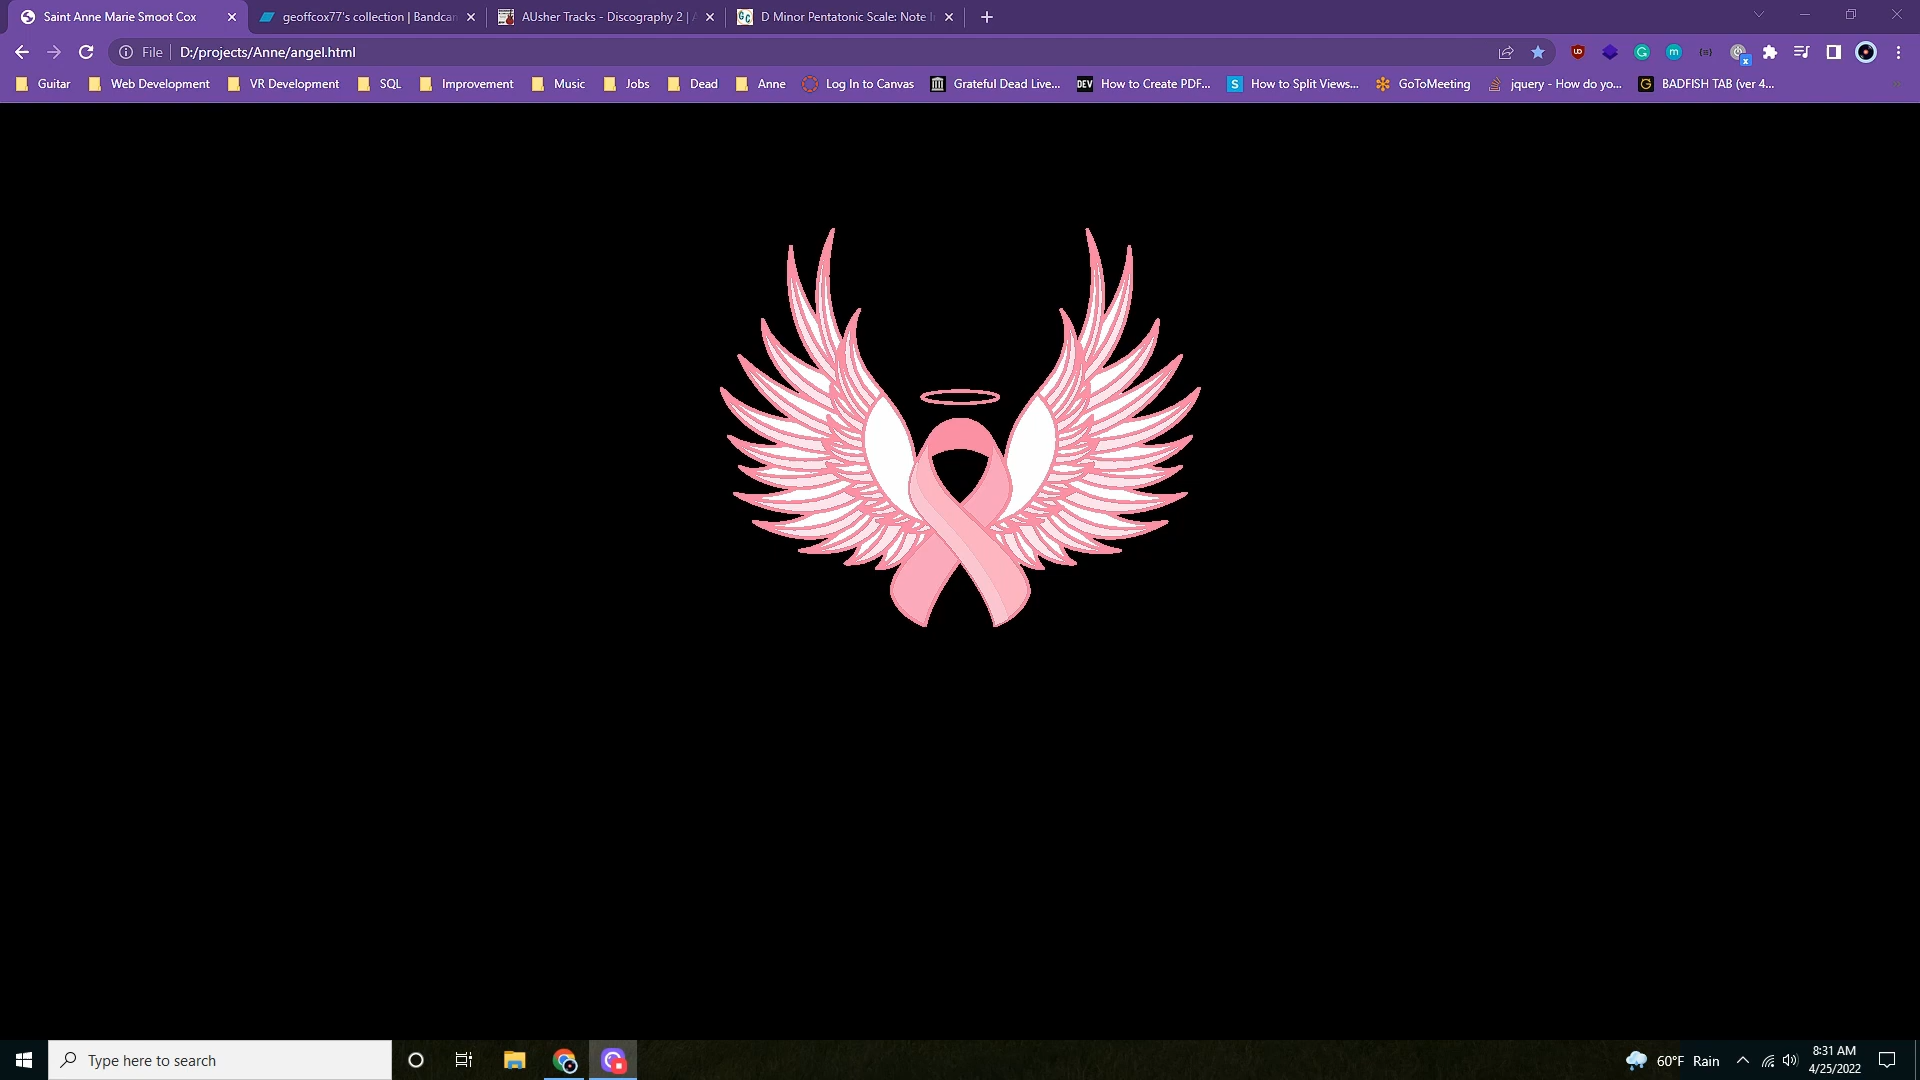 Saint Anne Marie Smoot Cox
geoffcox77's collection | Bandcam
AUsher Tracks - Discography 2 |
D Minor Pentatonic Scale: Note I
File D:/projects/Anne/angel.html
Guitar Web Development VR Development SQL Improvement Music Jobs Dead Anne Log In to Canvas Grateful Dead Live... DEV How to Create PDF... S How to Split Views... GoToMeeting jquery - How do yo... G BADFISH TAB (ver 4...
Type here to search
60°F Rain
8:31 AM
4/25/2022